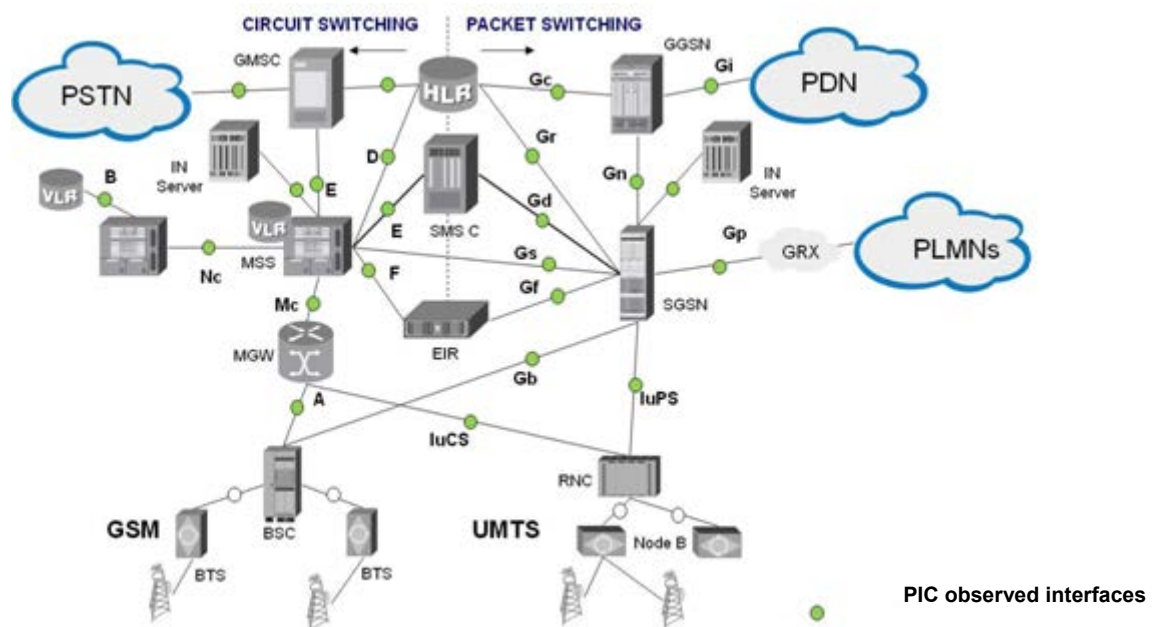 CIRCUIT SWITCHING
PACKET SWITCHING
GMSC
GGSN
PSTN
HLR
Gc
Gi
PDN
IN
Server
D
Gr
Gn
IN
Server
B
VLR
E
VLR
SMS C
E
Gd
Gp
GRX
PLMNs
Nc
MSS
F
Gs
Gf
SGSN
Mc
MGW
EIR
Gb
A
IuPS
IuCS
RNC
GSM
BSC
UMTS
Node B
BTS
BTS
PIC observed interfaces